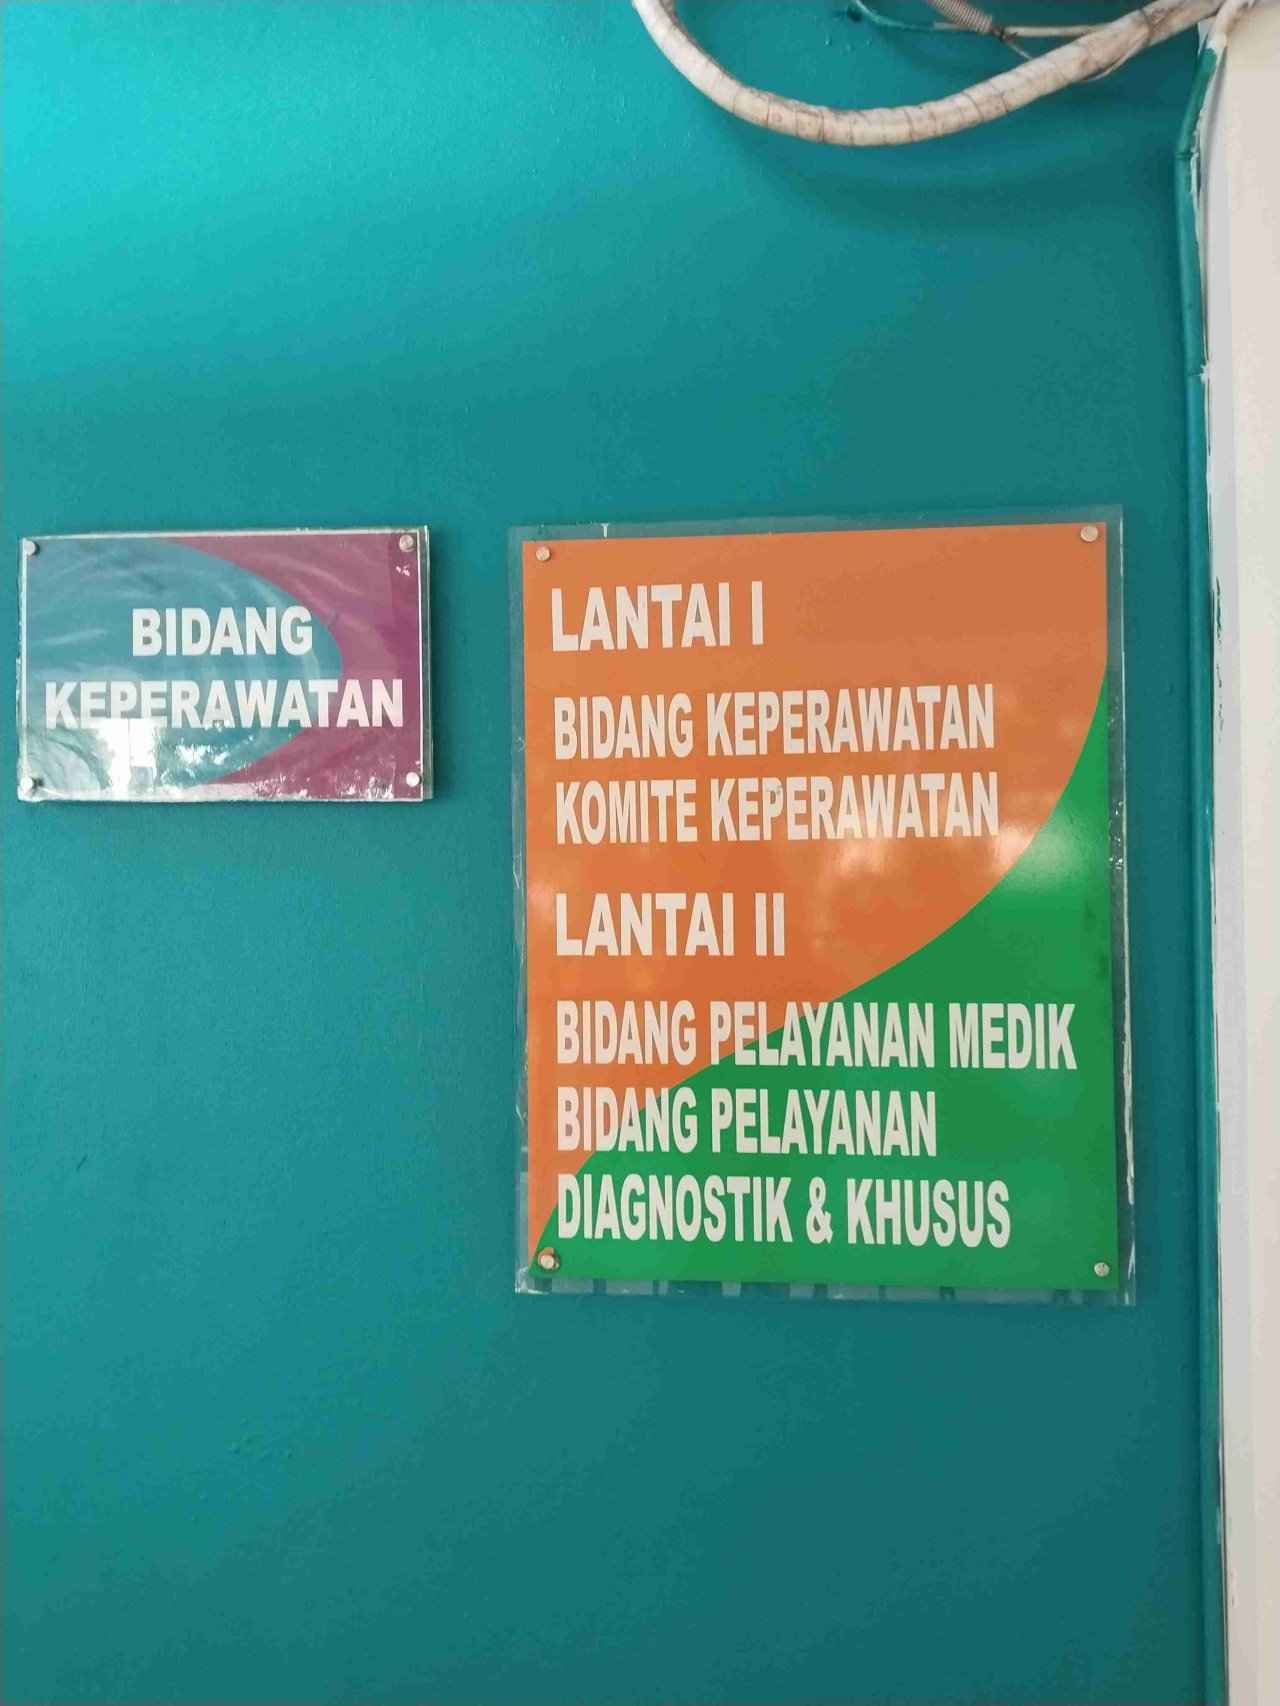 BIDANG
KEPERAWATAN
LANTAI I
BIDANG KEPERAWATAN
KOMITE KEPERAWATAN
LANTAI II
BIDANG PELAYANAN MEDIK
BIDANG PELAYANAN
DIAGNOSTIK & KHUSUS